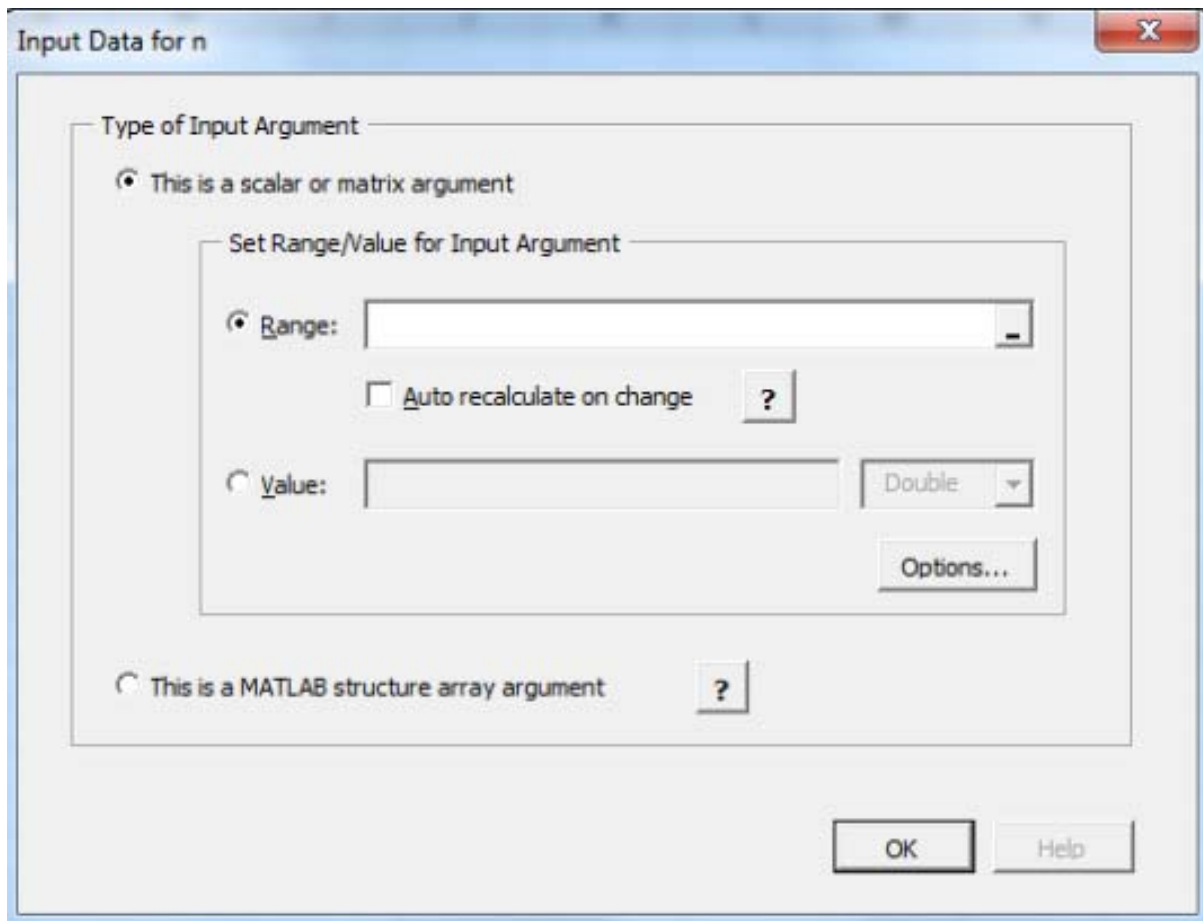 Input Data for n
x
Type of Input Argument
This is a scalar or matrix argument
Set Range/Value for Input Argument
Range:
Auto recalculate on change ?
Value: Double
Options...
This is a MATLAB structure array argument ?
OK Help